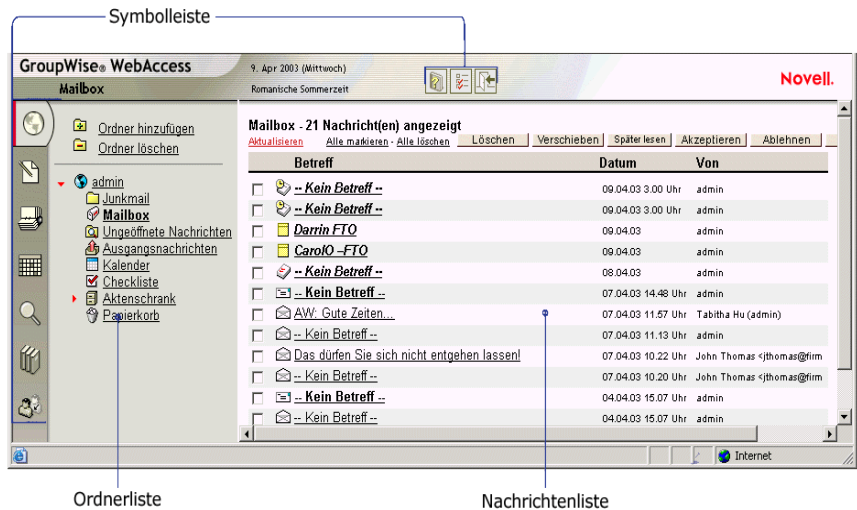 Symbolleiste
GroupWise® WebAccess
Mailbox
9. Apr 2003 (Mittwoch)
Romanische Sommerzeit
Novell.
Ordner hinzufügen
Ordner löschen
admin
Junkmail
Mailbox
Ungeöffnete Nachrichten
Ausgangsnachrichten
Kalender
Checkliste
Aktenschrank
Papierkorb
Mailbox - 21 Nachricht(en) angezeigt
Aktualisieren Alle markieren - Alle löschen Löschen Verschieben Später lesen Akzeptieren Ablehnen
Betreff Datum Von
-- Kein Betreff -- 09.04.03 3.00 Uhr admin
-- Kein Betreff -- 09.04.03 3.00 Uhr admin
Darrin FTO 09.04.03 admin
CarolO –FTO 09.04.03 admin
-- Kein Betreff -- 08.04.03 admin
-- Kein Betreff -- 07.04.03 14.48 Uhr admin
AW: Gute Zeiten... 07.04.03 11.57 Uhr Tabitha Hu (admin)
-- Kein Betreff -- 07.04.03 11.13 Uhr admin
Das dürfen Sie sich nicht entgehen lassen! 07.04.03 10.22 Uhr John Thomas <jthomas@firm
-- Kein Betreff -- 07.04.03 10.20 Uhr John Thomas <jthomas@firm
-- Kein Betreff -- 04.04.03 15.07 Uhr admin
-- Kein Betreff -- 04.04.03 15.07 Uhr admin
Internet
Ordnerliste
Nachrichtenliste